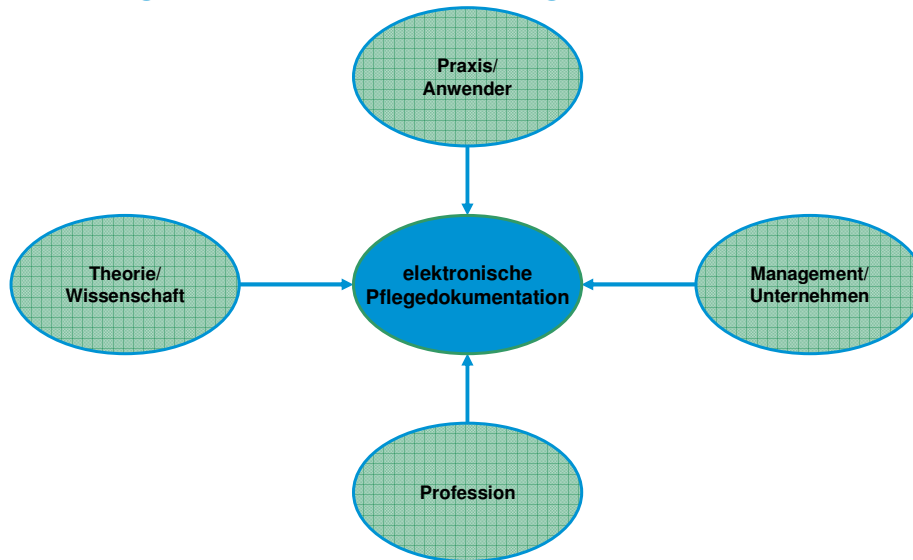 Praxis/
Anwender
Theorie/
Wissenschaft
elektronische
Pflegedokumentation
Management/
Unternehmen
Profession